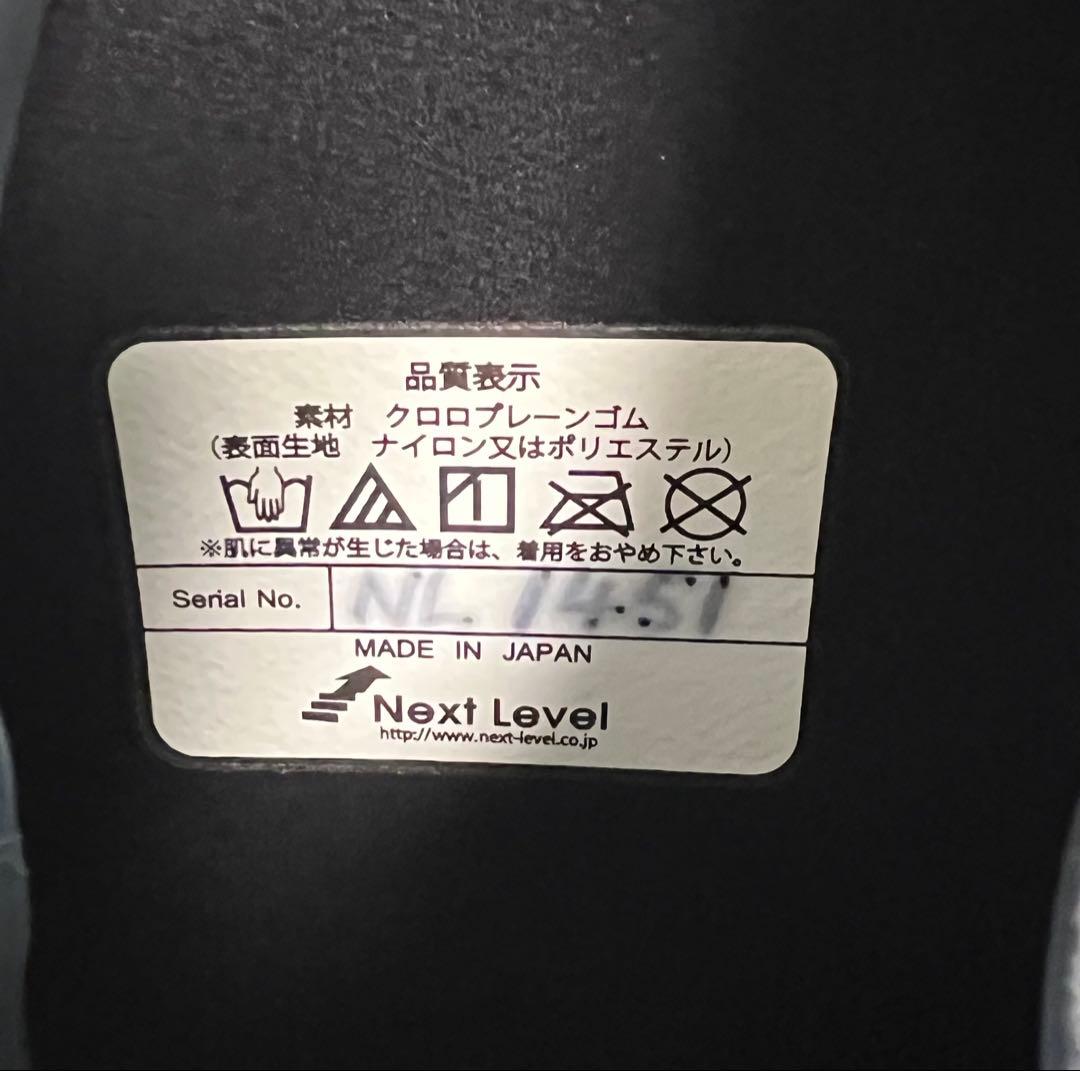 品質表示
素材　クロロプレーンゴム
(表面生地　ナイロン又はポリエステル)
※肌に異常が生じた場合は、着用をおやめ下さい。
Serial No. NL 1451
MADE IN JAPAN
Next Level
http://www.next-level.co.jp